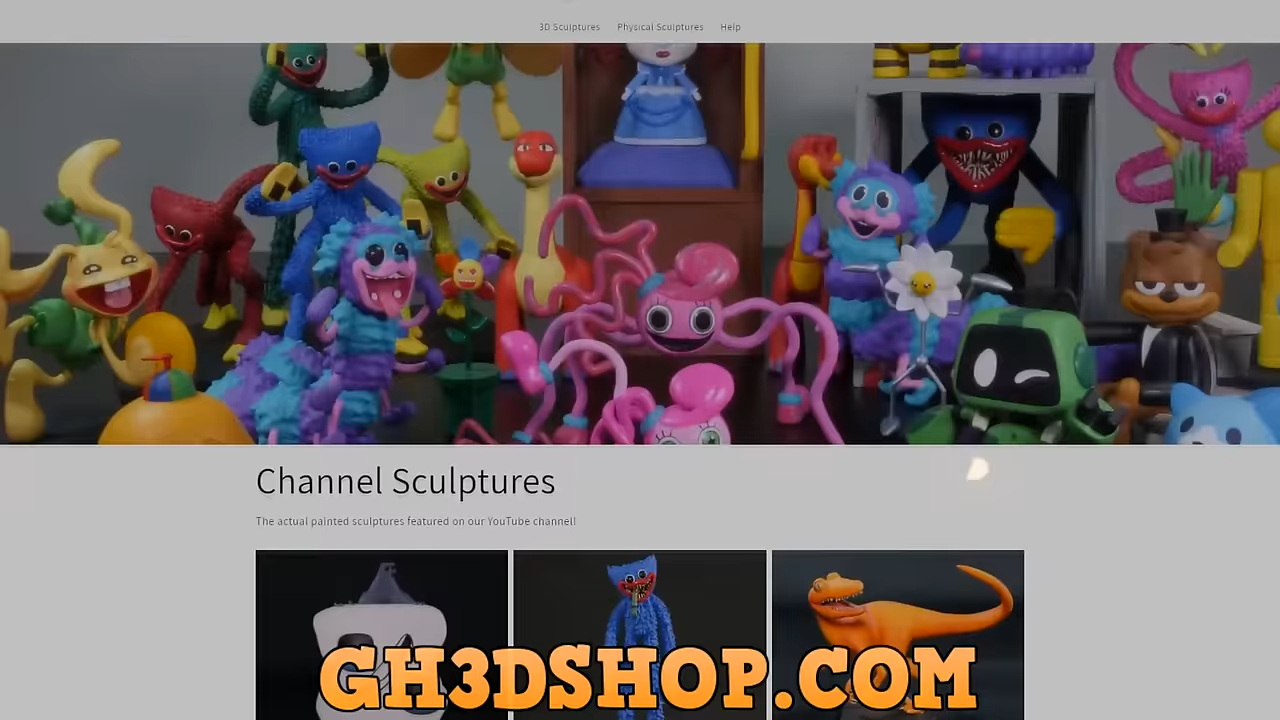 3D Sculptures Physical Sculptures Help
Channel Sculptures
The actual painted sculptures featured on our YouTube channel!
GH3DSHOP.COM